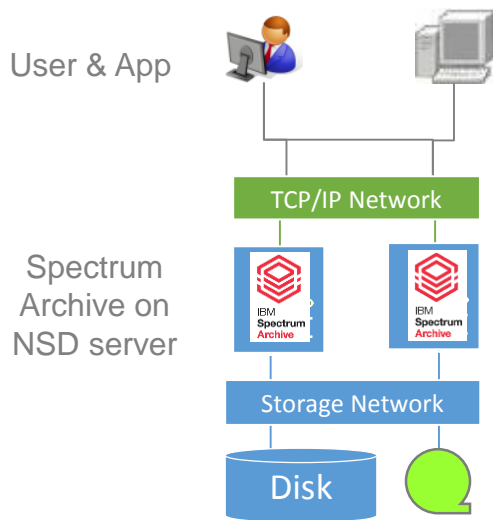 User & App
TCP/IP Network
Spectrum
Archive on
NSD server
IBM
Spectrum
Archive
IBM
Spectrum
Archive
Storage Network
Disk